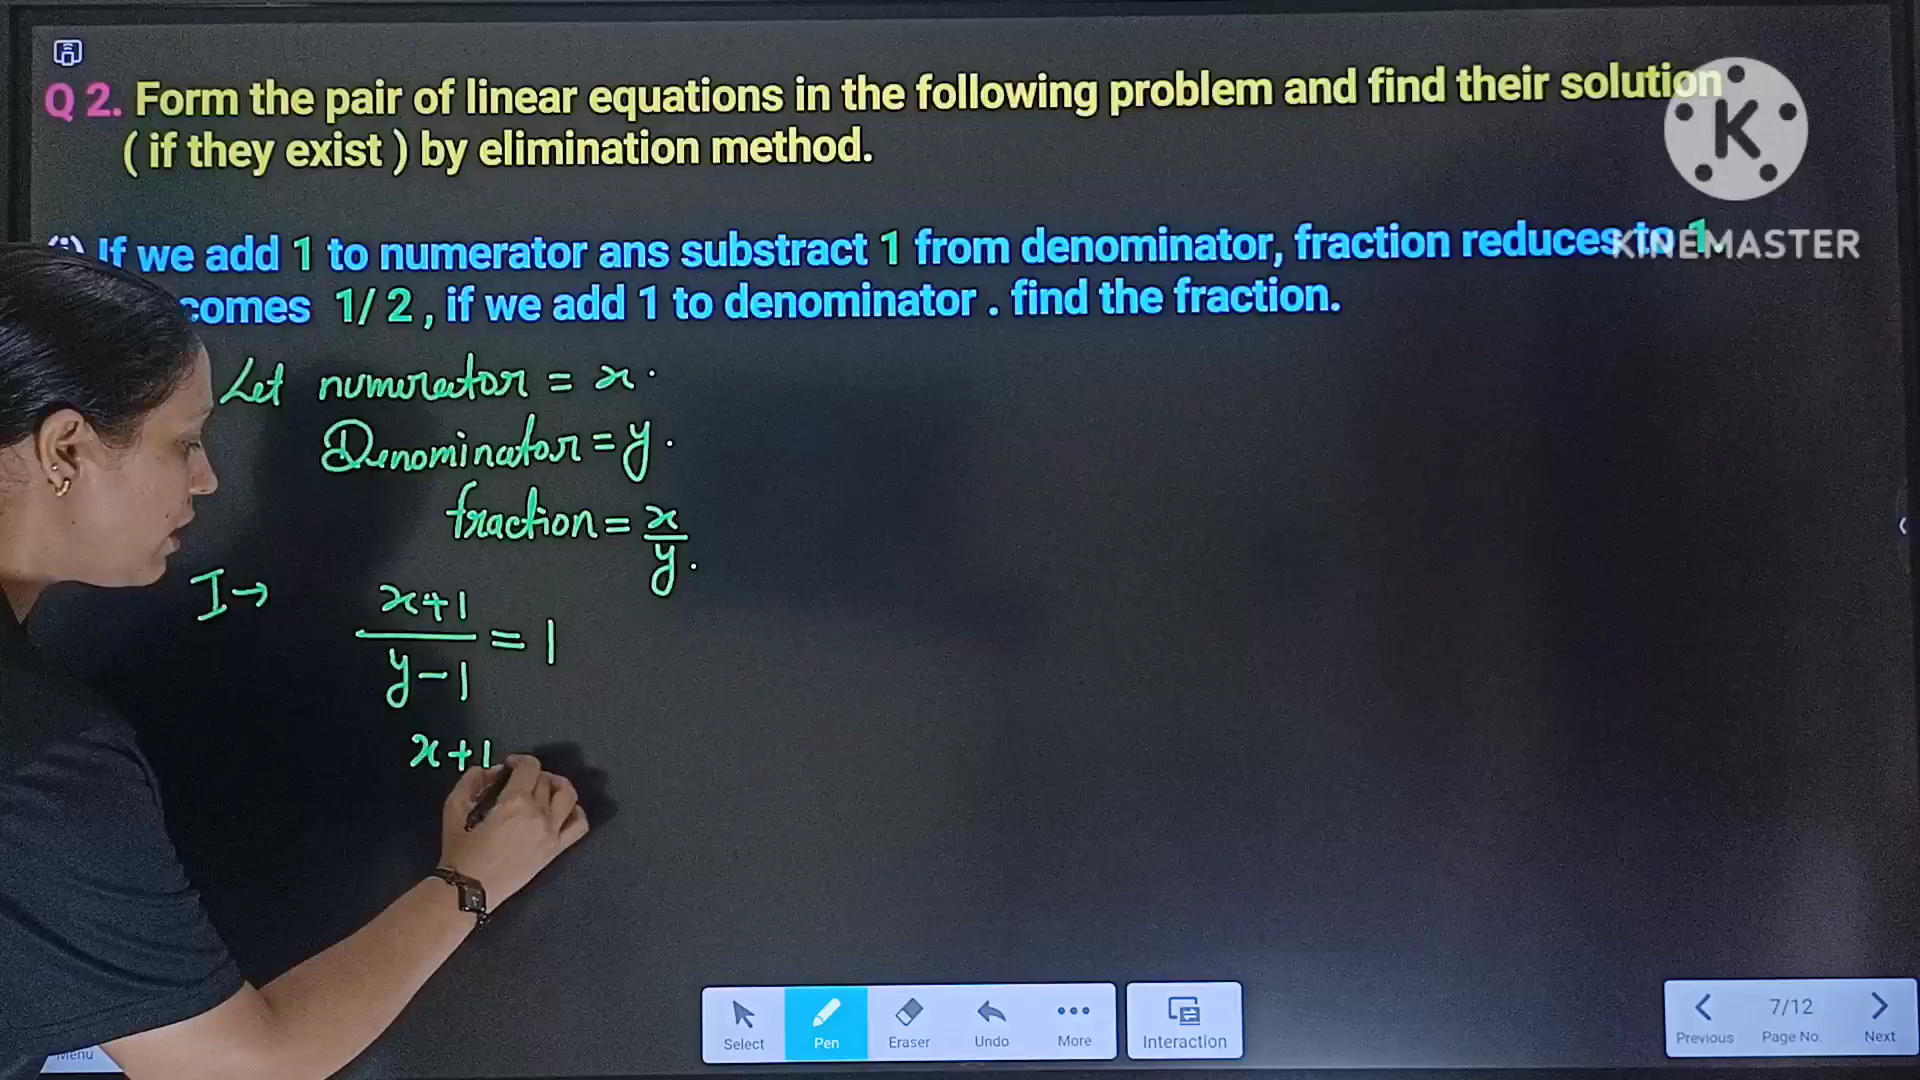 Q 2. Form the pair of linear equations in the following problem and find their solution
( if they exist ) by elimination method.
K
KINEMASTER
(i) If we add 1 to numerator ans substract 1 from denominator, fraction reduces to 1.
comes 1/ 2 , if we add 1 to denominator . find the fraction.
Let numerator = x.
Denominator = y.
fraction = x/y.
I → x+1/y-1 = 1
x+1
Select
Pen
Eraser
Undo
More
Interaction
Previous
7/12
Page No.
Next
Menu